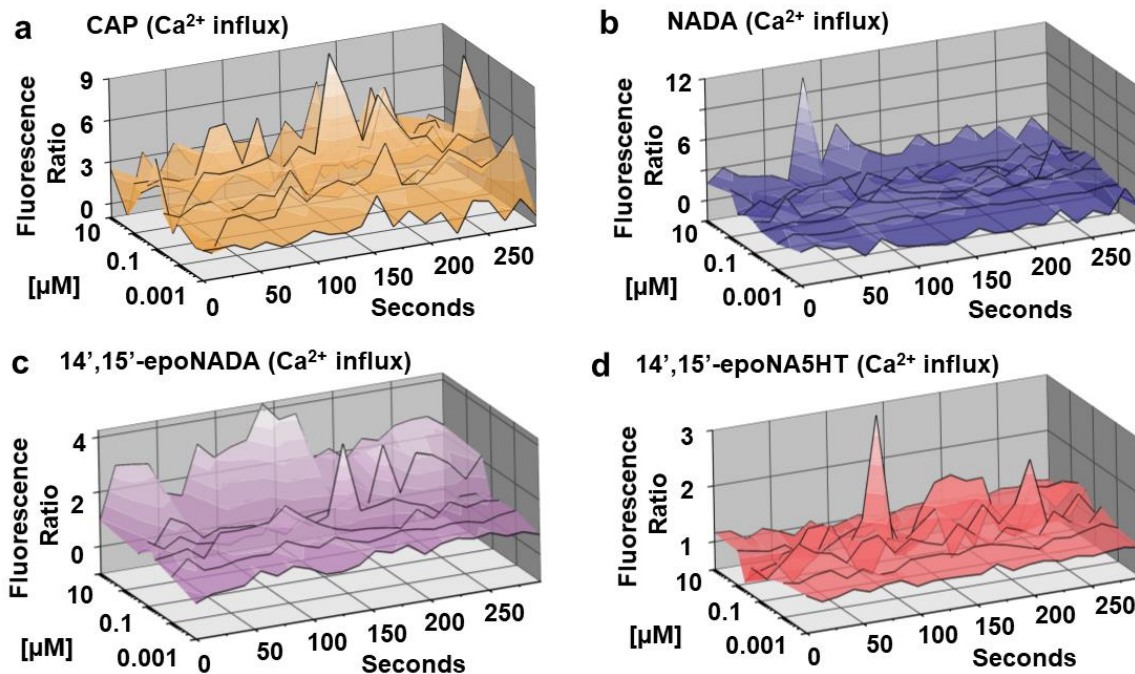 a CAP (Ca²⁺ influx)
Fluorescence
Ratio
9
6
3
0
10
0.1
0.001
[µM]
0
50
100
150
200
250
Seconds
b NADA (Ca²⁺ influx)
Fluorescence
Ratio
12
6
0
10
0.1
0.001
[µM]
0
50
100
150
200
250
Seconds
c 14’,15’-epoNADA (Ca²⁺ influx)
Fluorescence
Ratio
4
2
0
10
0.1
0.001
[µM]
0
50
100
150
200
250
Seconds
d 14’,15’-epoNA5HT (Ca²⁺ influx)
Fluorescence
Ratio
3
2
1
10
0.1
0.001
[µM]
0
50
100
150
200
250
Seconds